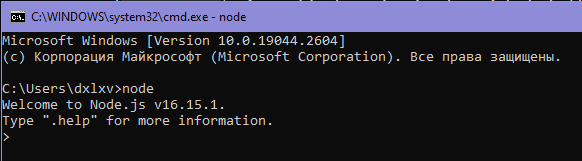 C:\WINDOWS\system32\cmd.exe - node
Microsoft Windows [Version 10.0.19044.2604]
(c) Корпорация Майкрософт (Microsoft Corporation). Все права защищены.
C:\Users\dxlxv>node
Welcome to Node.js v16.15.1.
Type ".help" for more information.
>